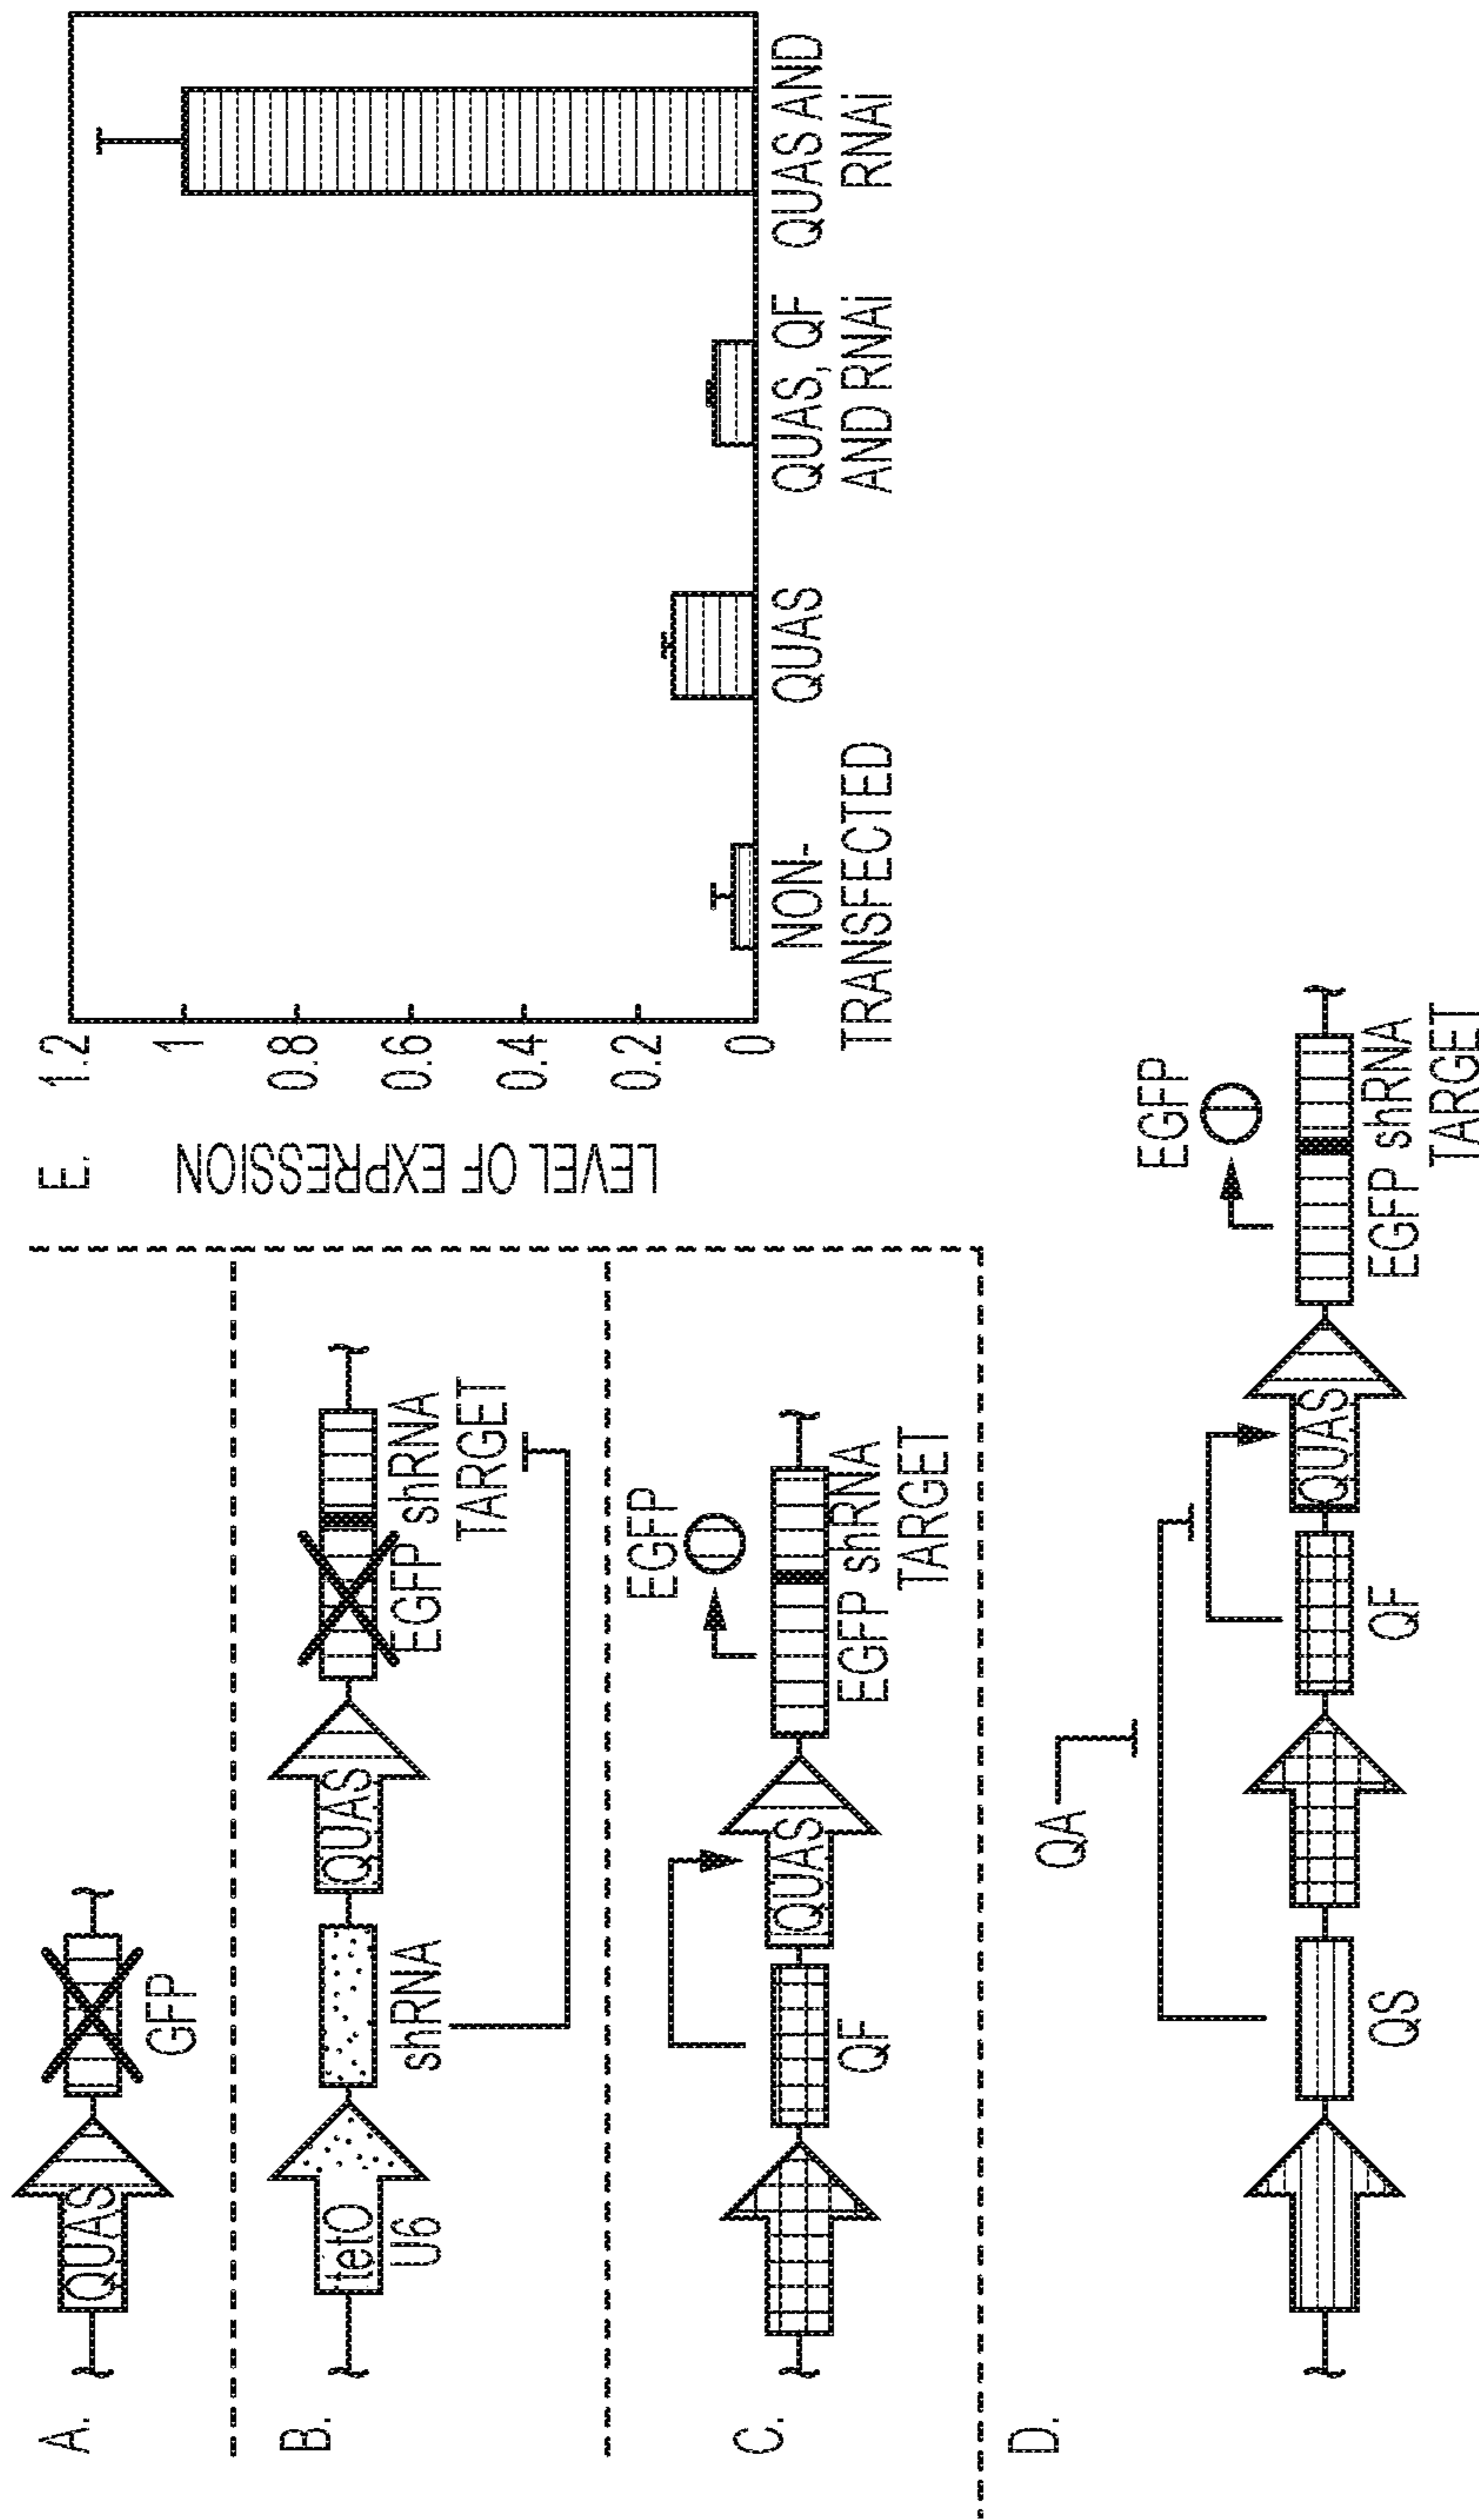 A.
QUAS
GFP
B.
tetO
U6
shRNA
QUAS
EGFP shRNA
TARGET
C.
QF
QUAS
EGFP
EGFP shRNA
TARGET
D.
QA
QS
QF
QUAS
EGFP
EGFP shRNA
TARGET
E.
LEVEL OF EXPRESSION
1.2
1
0.8
0.6
0.4
0.2
0
NON-
TRANSFECTED
QUAS
QUAS, QF
AND RNAi
QUAS AND
RNAi